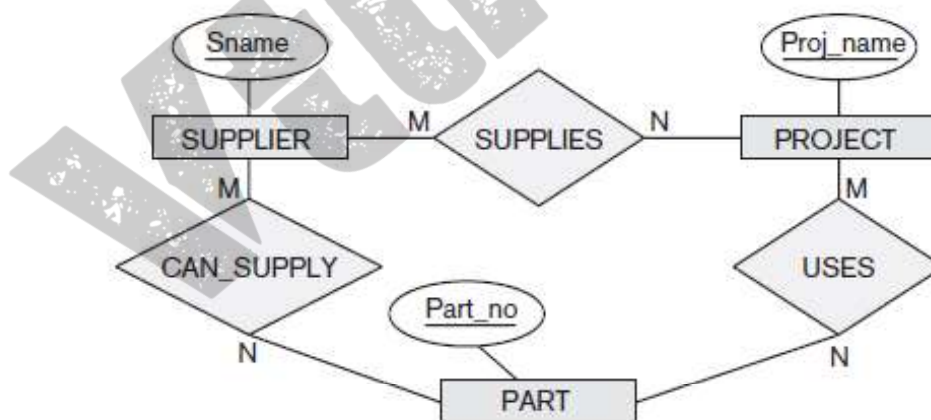 Sname
Proj_name
SUPPLIER
M
SUPPLIES
N
PROJECT
M
M
CAN_SUPPLY
USES
Part_no
N
N
PART